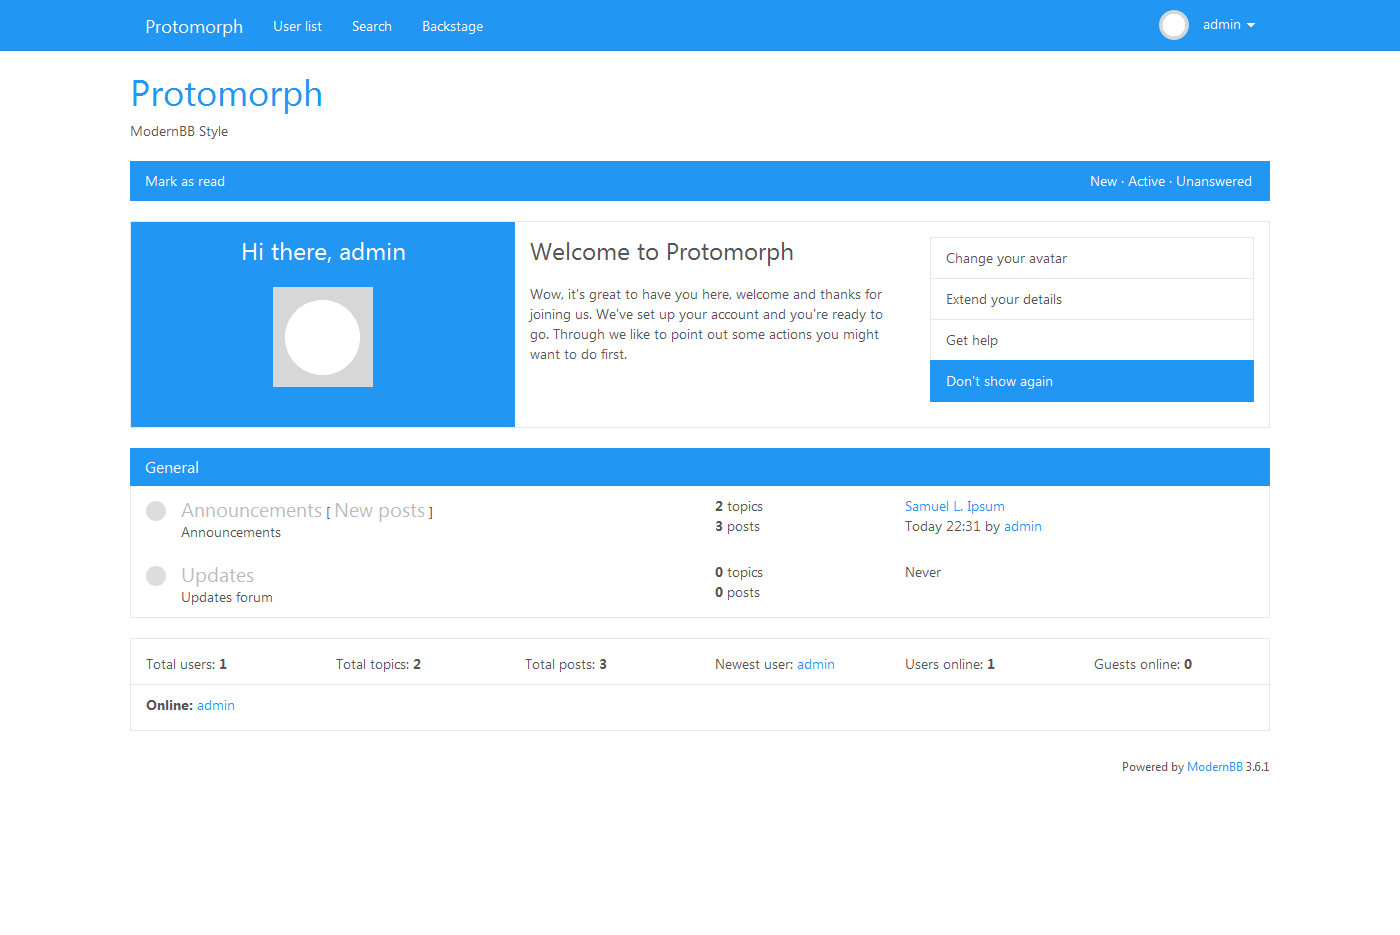 Protomorph User list Search Backstage admin
Protomorph
ModernBB Style
Mark as read New · Active · Unanswered
Hi there, admin
Welcome to Protomorph
Wow, it's great to have you here, welcome and thanks for
joining us. We've set up your account and you're ready to
go. Through we like to point out some actions you might
want to do first.
Change your avatar
Extend your details
Get help
Don't show again
General
Announcements [ New posts ] 2 topics Samuel L. Ipsum
Announcements 3 posts Today 22:31 by admin
Updates 0 topics Never
Updates forum 0 posts
Total users: 1 Total topics: 2 Total posts: 3 Newest user: admin Users online: 1 Guests online: 0
Online: admin
Powered by ModernBB 3.6.1